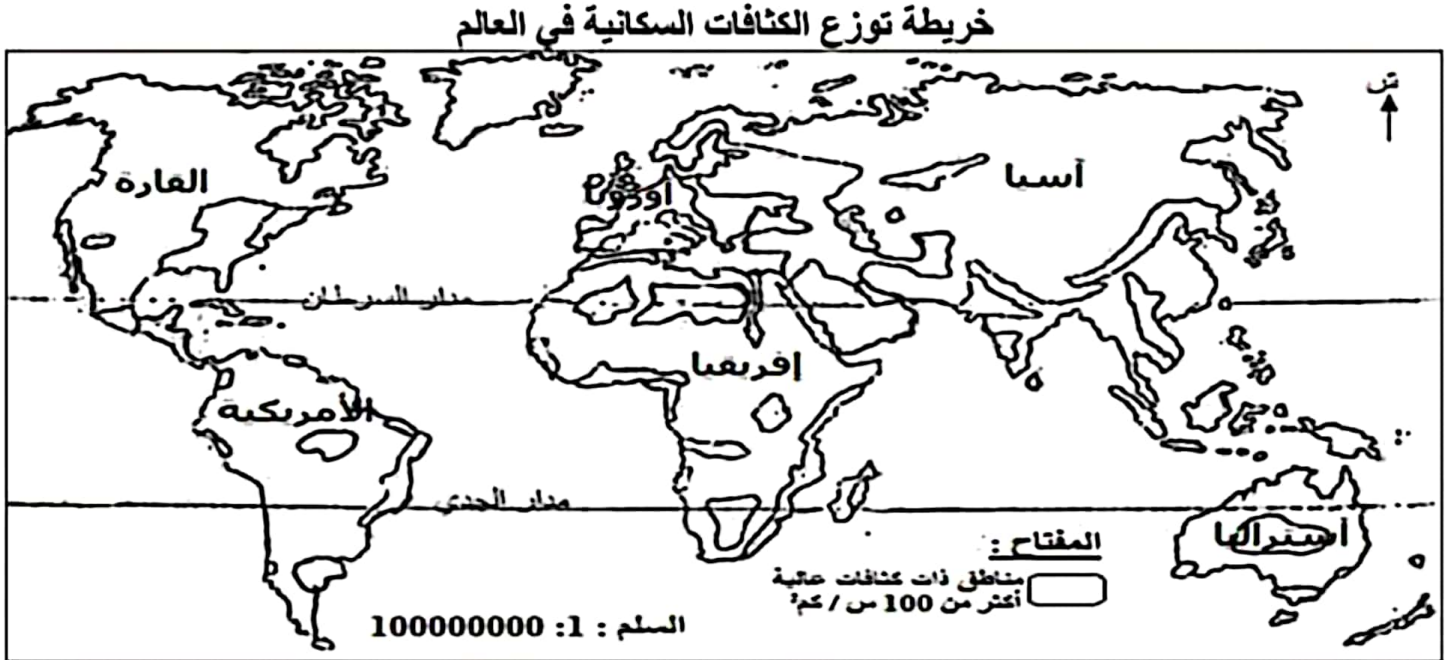 خريطة توزع الكثافات السكانية في العالم
ش
القارة
أوروبا
آسيا
مدار السرطان
إفريقيا
الأمريكية
مدار الجدي
أستراليا
المفتاح :
مناطق ذات كثافات عالية
أكثر من 100 س / كم²
السلم : 1: 100000000